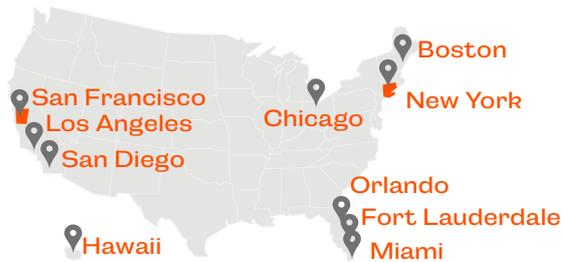 Boston
San Francisco
New York
Los Angeles
Chicago
San Diego
Orlando
Fort Lauderdale
Hawaii
Miami